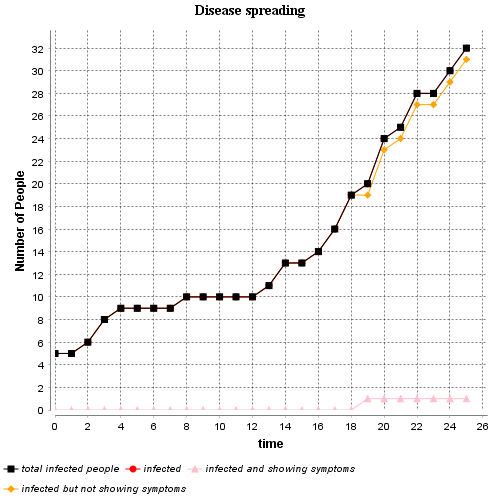 Disease spreading
Number of People
32
30
28
26
24
22
20
18
16
14
12
10
8
6
4
2
0
0 2 4 6 8 10 12 14 16 18 20 22 24 26
time
total infected people infected infected and showing symptoms
infected but not showing symptoms